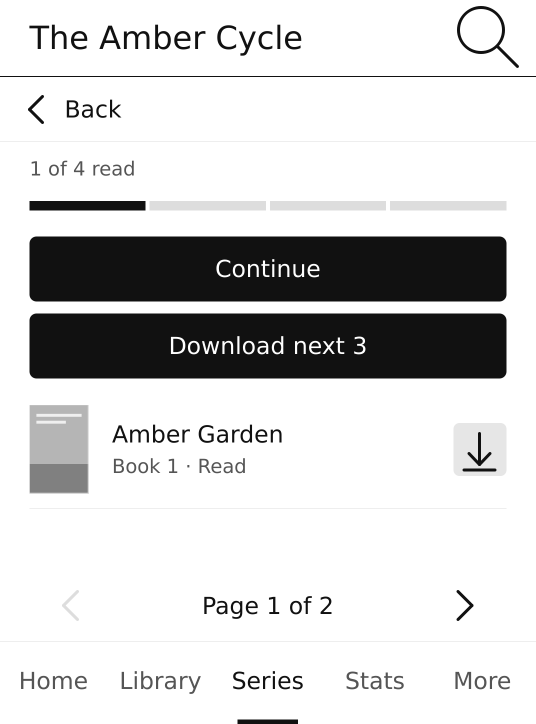 The Amber Cycle
Back
1 of 4 read
Continue
Download next 3
Amber Garden
Book 1 · Read
Page 1 of 2
Home Library Series Stats More